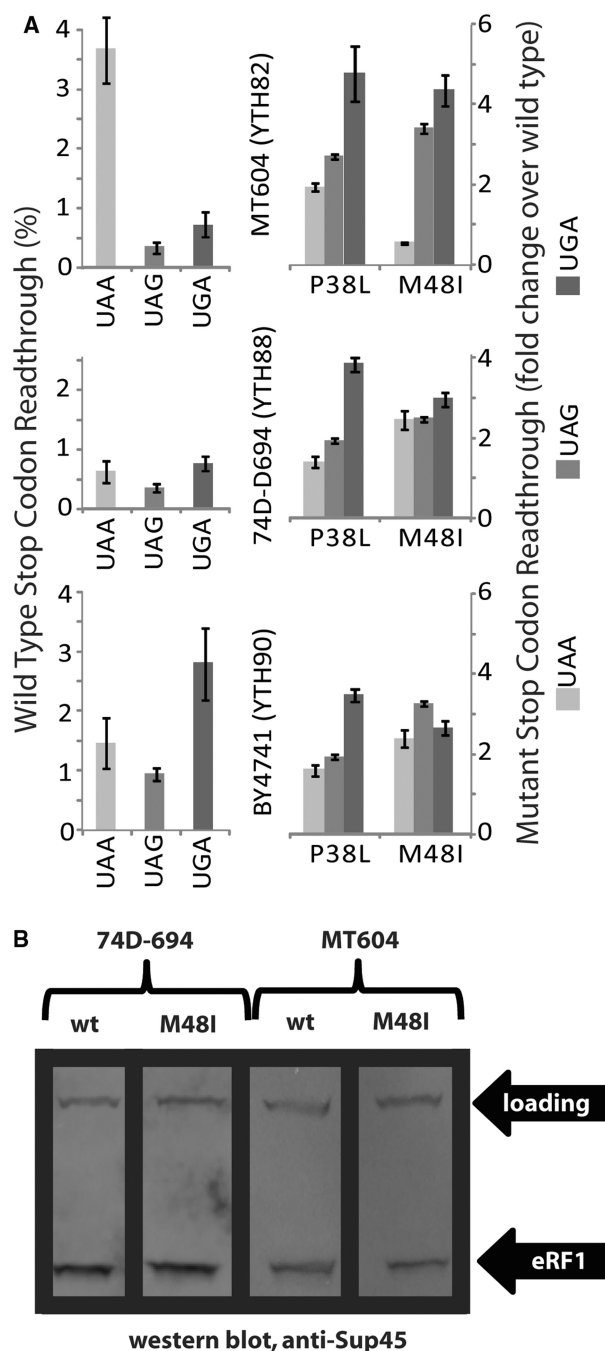 A
Wild Type Stop Codon Readthrough (%)
4
3
2
1
0
UAA
UAG
UGA
MT604 (YTH82)
6
4
2
0
P38L
M48I
2
1
0
UAA
UAG
UGA
74D-D694 (YTH88)
4
2
0
P38L
M48I
4
3
2
1
0
UAA
UAG
UGA
BY4741 (YTH90)
6
4
2
0
P38L
M48I
Mutant Stop Codon Readthrough (fold change over wild type)
UAA
UAG
UGA
B
74D-694
MT604
wt
M48I
wt
M48I
loading
eRF1
western blot, anti-Sup45